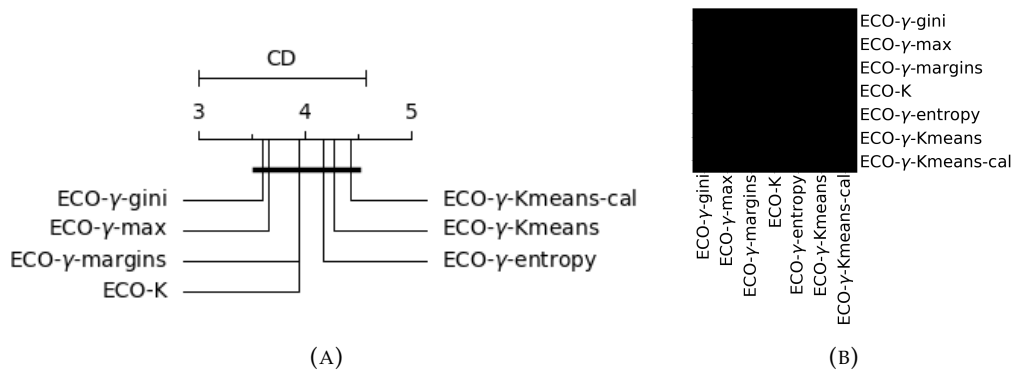 CD
3 4 5
ECO-γ-gini
ECO-γ-max
ECO-γ-margins
ECO-K
ECO-γ-Kmeans-cal
ECO-γ-Kmeans
ECO-γ-entropy
(A)
ECO-γ-gini
ECO-γ-max
ECO-γ-margins
ECO-K
ECO-γ-entropy
ECO-γ-Kmeans
ECO-γ-Kmeans-cal
ECO-γ-gini
ECO-γ-max
ECO-γ-margins
ECO-K
ECO-γ-entropy
ECO-γ-Kmeans
ECO-γ-Kmeans-cal
(B)